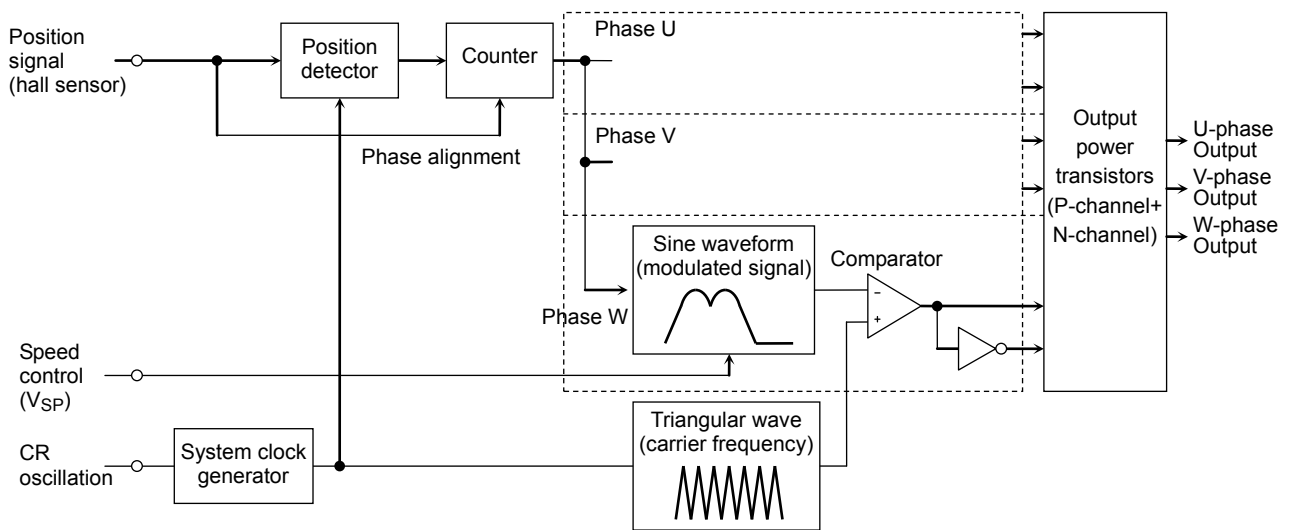 Position
signal
(hall sensor)
Position
detector
Counter
Phase alignment
Phase U
Phase V
Phase W
Sine waveform
(modulated signal)
Comparator
−
+
Output
power
transistors
(P-channel+
N-channel)
U-phase
Output
V-phase
Output
W-phase
Output
Speed
control
(VSP)
CR
oscillation
System clock
generator
Triangular wave
(carrier frequency)